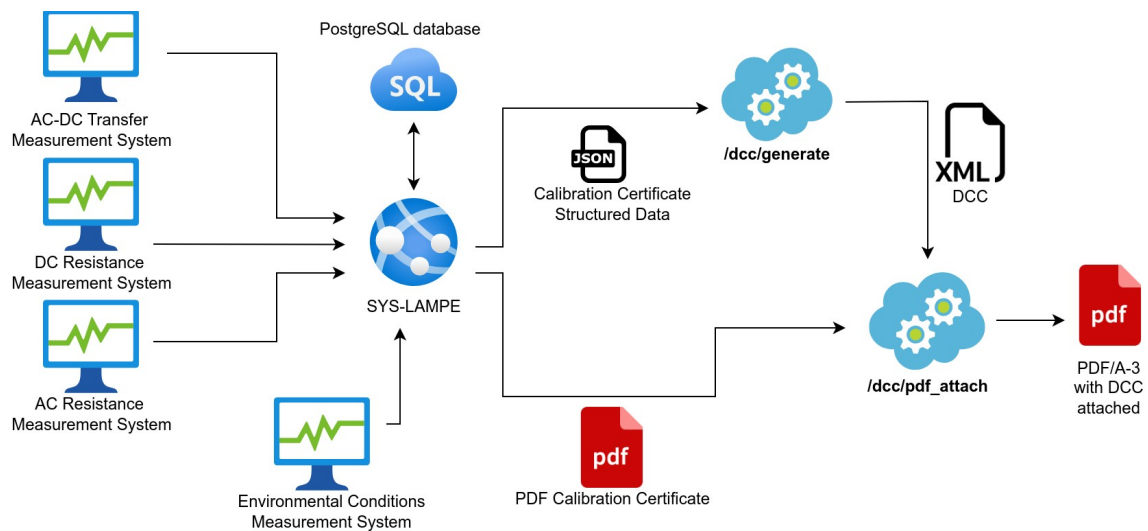 PostgreSQL database
SQL
AC-DC Transfer
Measurement System
JSON
/dcc/generate
XML
DCC
Calibration Certificate
Structured Data
DC Resistance
Measurement System
SYS-LAMPE
pdf
/dcc/pdf_attach
PDF/A-3
with DCC
attached
AC Resistance
Measurement System
pdf
PDF Calibration Certificate
Environmental Conditions
Measurement System